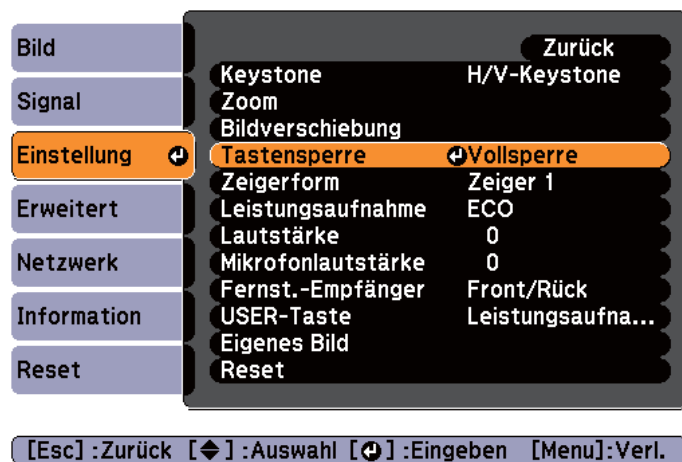 Bild
Signal
Einstellung
Erweitert
Netzwerk
Information
Reset
Zurück
Keystone H/V-Keystone
Zoom
Bildverschiebung
Tastensperre Vollsperre
Zeigerform Zeiger 1
Leistungsaufnahme ECO
Lautstärke 0
Mikrofonlautstärke 0
Fernst.-Empfänger Front/Rück
USER-Taste Leistungsaufna...
Eigenes Bild
Reset
[Esc] :Zurück [◆] :Auswahl [↵] :Eingeben [Menu]:Verl.